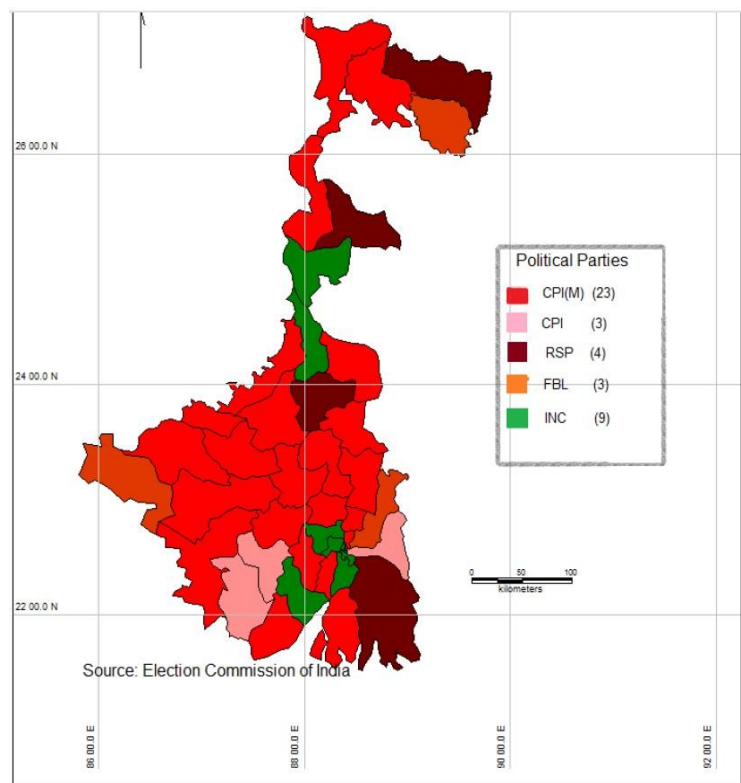 26 00.0 N
Political Parties
CPI(M) (23)
CPI (3)
RSP (4)
FBL (3)
INC (9)
24 00.0 N
22 00.0 N
0 50 100
kilometers
Source: Election Commission of India
86 00.0 E
88 00.0 E
90 00.0 E
92 00.0 E